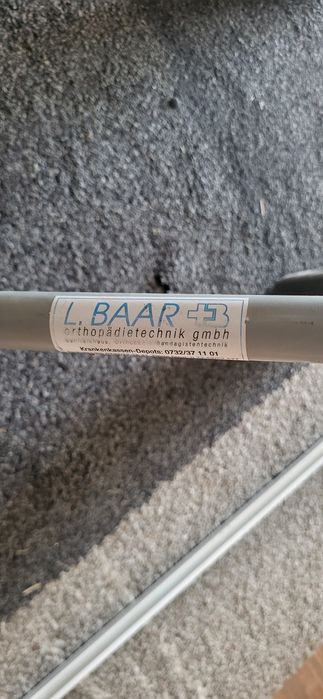 L. BAAR
orthopädietechnik gmbh
Krankenkassen-Depots: 0732/37 11 01